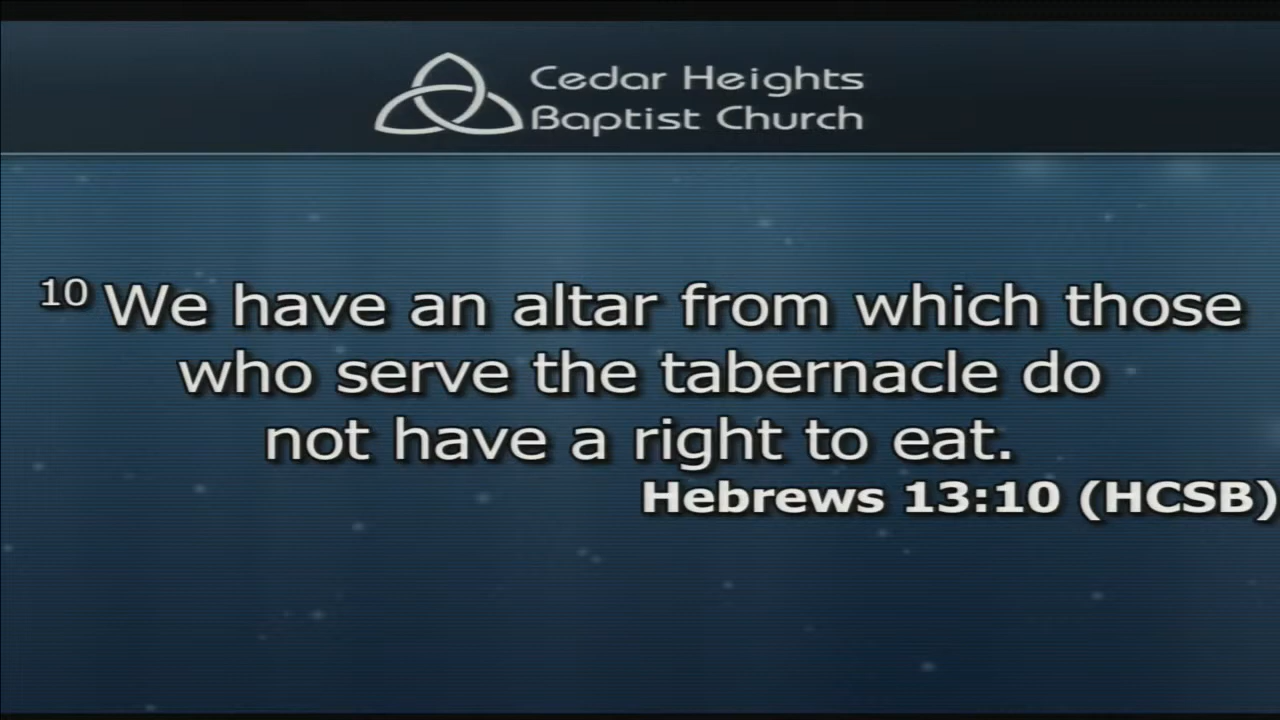 Cedar Heights
Baptist Church
10 We have an altar from which those
who serve the tabernacle do
not have a right to eat.
Hebrews 13:10 (HCSB)